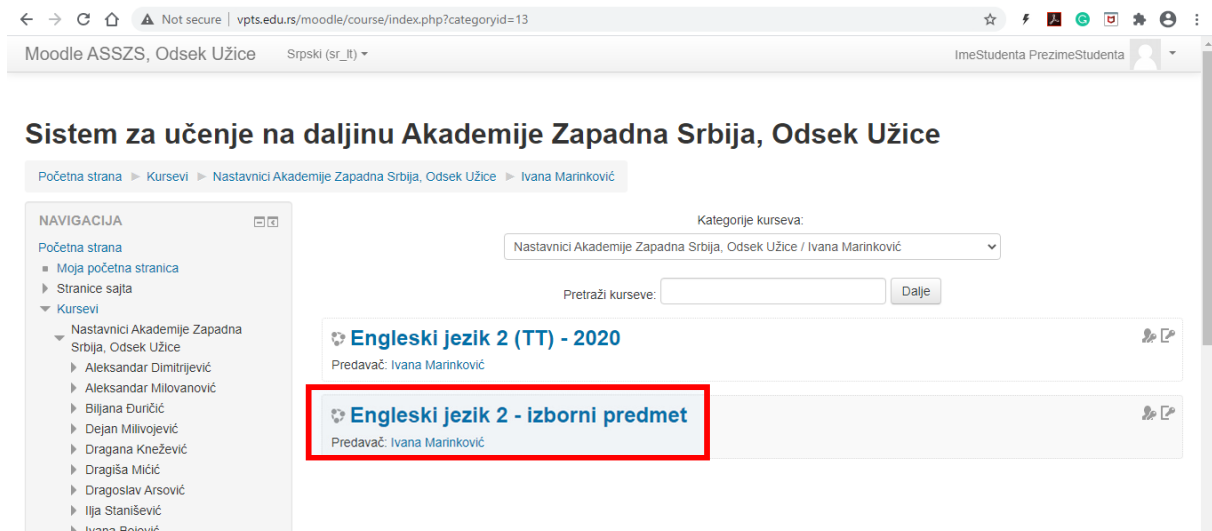 Not secure | vpts.edu.rs/moodle/course/index.php?categoryid=13
Moodle ASSZS, Odsek Užice Srpski (sr_lt) ImeStudenta PrezimeStudenta
Sistem za učenje na daljinu Akademije Zapadna Srbija, Odsek Užice
Početna strana Kursevi Nastavnici Akademije Zapadna Srbija, Odsek Užice Ivana Marinković
NAVIGACIJA
Početna strana
Moja početna stranica
Stranice sajta
Kursevi
Nastavnici Akademije Zapadna
Srbija, Odsek Užice
Aleksandar Dimitrijević
Aleksandar Milovanović
Biljana Đuričić
Dejan Milivojević
Dragana Knežević
Dragiša Mićić
Dragoslav Arsović
Ilja Stanišević
Ivana Bojović
Kategorije kurseva:
Nastavnici Akademije Zapadna Srbija, Odsek Užice / Ivana Marinković
Pretraži kurseve: Dalje
Engleski jezik 2 (TT) - 2020
Predavač: Ivana Marinković
Engleski jezik 2 - izborni predmet
Predavač: Ivana Marinković